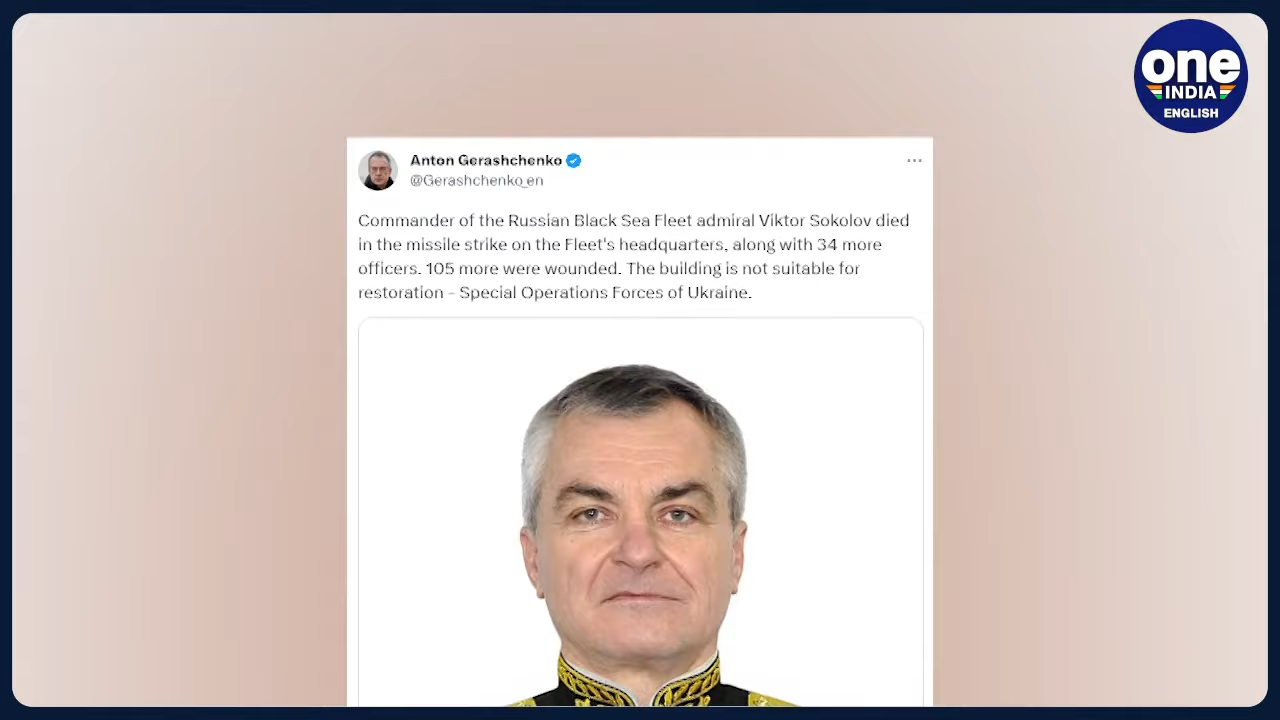 one
INDIA
ENGLISH
Anton Gerashchenko
@Gerashchenko_en
Commander of the Russian Black Sea Fleet admiral Viktor Sokolov died
in the missile strike on the Fleet's headquarters, along with 34 more
officers. 105 more were wounded. The building is not suitable for
restoration - Special Operations Forces of Ukraine.